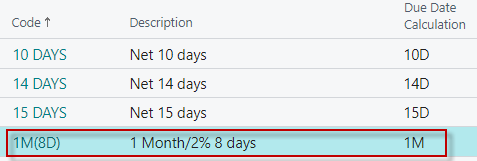 Code ↑ Description Due Date Calculation
10 DAYS Net 10 days 10D
14 DAYS Net 14 days 14D
15 DAYS Net 15 days 15D
1M(8D) 1 Month/2% 8 days 1M